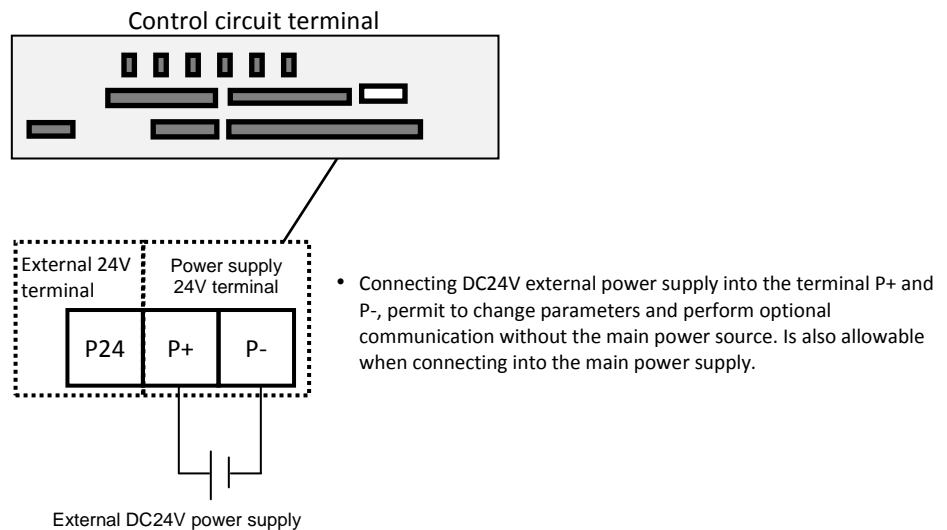 Control circuit terminal
External 24V
terminal
Power supply
24V terminal
P24
P+
P-
• Connecting DC24V external power supply into the terminal P+ and
P-, permit to change parameters and perform optional
communication without the main power source. Is also allowable
when connecting into the main power supply.
External DC24V power supply